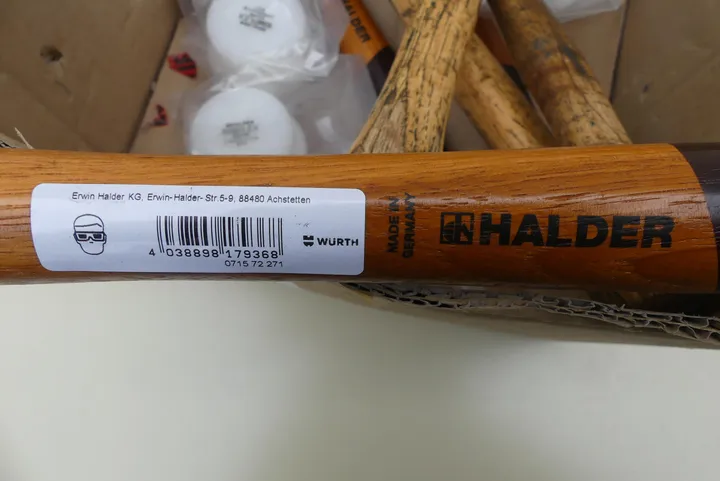 HALDER
Erwin Halder KG, Erwin-Halder- Str.5-9, 88480 Achstetten
WÜRTH
4 038898 179368
0715 72 271
MADE IN
GERMANY
HALDER